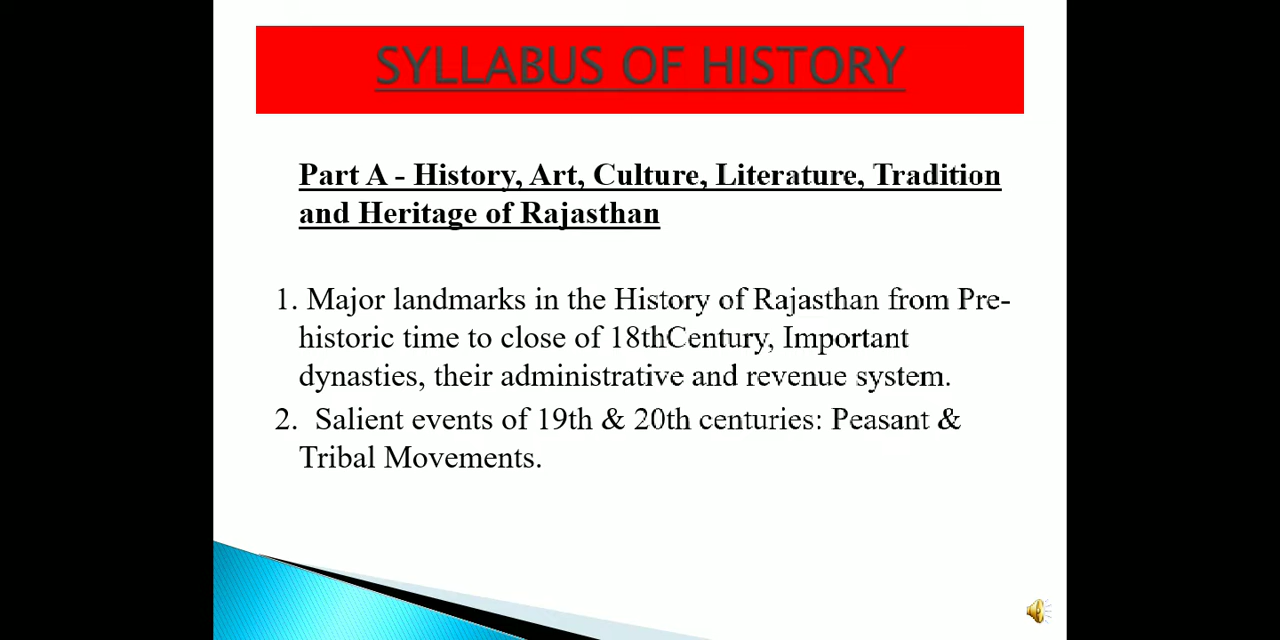 SYLLABUS OF HISTORY
Part A - History, Art, Culture, Literature, Tradition
and Heritage of Rajasthan
1. Major landmarks in the History of Rajasthan from Pre-
historic time to close of 18thCentury, Important
dynasties, their administrative and revenue system.
2. Salient events of 19th & 20th centuries: Peasant &
Tribal Movements.